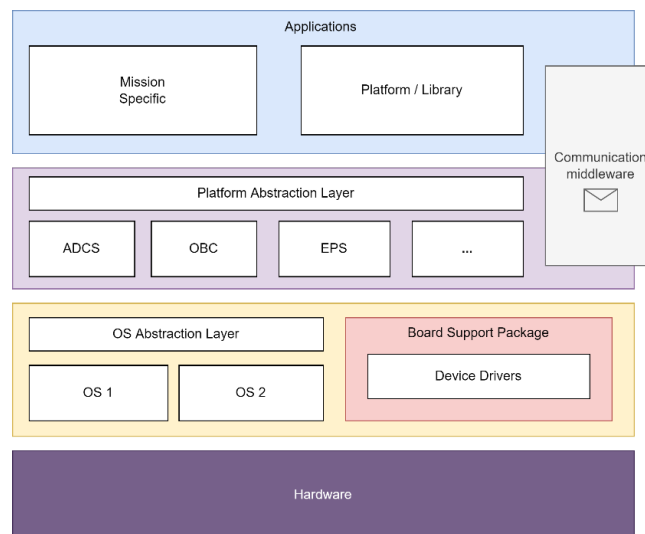 Applications
Mission
Specific
Platform / Library
Communication
middleware
Platform Abstraction Layer
ADCS
OBC
EPS
...
OS Abstraction Layer
Board Support Package
Device Drivers
OS 1
OS 2
Hardware